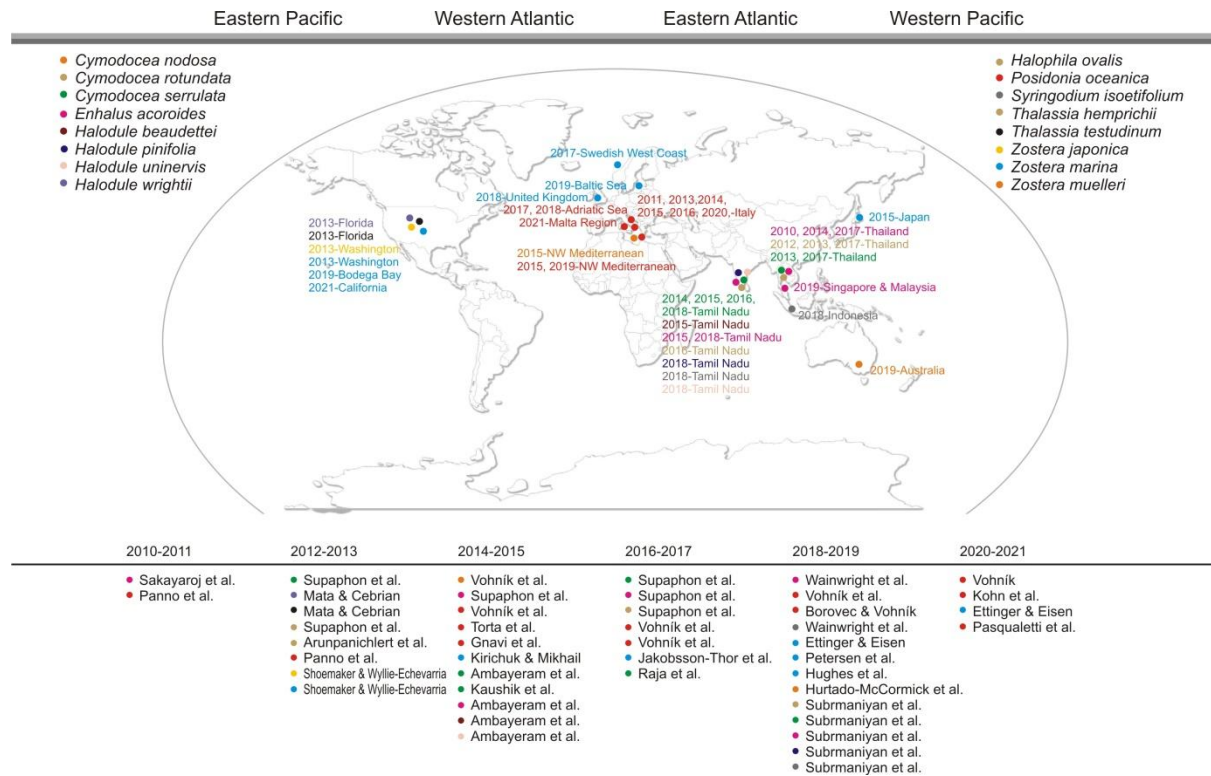 Eastern Pacific Western Atlantic Eastern Atlantic Western Pacific
Cymodocea nodosa
Cymodocea rotundata
Cymodocea serrulata
Enhalus acoroides
Halodule beaudettei
Halodule pinifolia
Halodule uninervis
Halodule wrightii
Halophila ovalis
Posidonia oceanica
Syringodium isoetifolium
Thalassia hemprichii
Thalassia testudinum
Zostera japonica
Zostera marina
Zostera muelleri
2013-Florida
2013-Florida
2013-Washington
2013-Washington
2019-Bodega Bay
2021-California
2017-Swedish West Coast
2019-Baltic Sea
2018-United Kingdom
2017, 2018-Adriatic Sea
2021-Malta Region
2011, 2013,2014,
2015,-2016, 2020,-Italy
2015-NW Mediterranean
2015, 2019-NW Mediterranean
2014, 2015, 2016,
2018-Tamil Nadu
2015-Tamil Nadu
2015, 2018-Tamil Nadu
2018-Tamil Nadu
2018-Tamil Nadu
2018-Tamil Nadu
2015-Japan
2010, 2014, 2017-Thailand
2012, 2013, 2017-Thailand
2013, 2017-Thailand
2019-Singapore & Malaysia
2018-Indonesia
2019-Australia
2010-2011
Sakayaroj et al.
Panno et al.
2012-2013
Supaphon et al.
Mata & Cebrian
Mata & Cebrian
Supaphon et al.
Arunpanichlert et al.
Panno et al.
Shoemaker & Wyllie-Echevarria
Shoemaker & Wyllie-Echevarria
2014-2015
Vohník et al.
Supaphon et al.
Vohník et al.
Torta et al.
Gnavi et al.
Kirichuk & Mikhail
Ambayeram et al.
Kaushik et al.
Ambayeram et al.
Ambayeram et al.
Ambayeram et al.
2016-2017
Supaphon et al.
Supaphon et al.
Supaphon et al.
Vohník et al.
Vohník et al.
Jakobsson-Thor et al.
Raja et al.
2018-2019
Wainwright et al.
Vohník et al.
Borovec & Vohník
Wainwright et al.
Ettinger & Eisen
Petersen et al.
Hughes et al.
Hurtado-McCormick et al.
Subrmaniyan et al.
Subrmaniyan et al.
Subrmaniyan et al.
Subrmaniyan et al.
Subrmaniyan et al.
2020-2021
Vohník
Kohn et al.
Ettinger & Eisen
Pasqualetti et al.